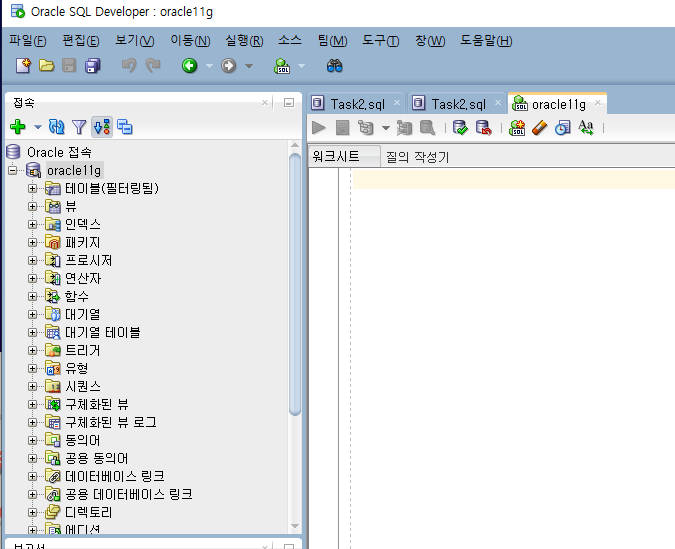 Oracle SQL Developer : oracle11g
파일(F) 편집(E) 보기(V) 이동(N) 실행(R) 소스 팀(M) 도구(T) 창(W) 도움말(H)
접속
Task2,sql Task2,sql oracle11g
워크시트 질의 작성기
Oracle 접속
oracle11g
테이블(필터링됨)
뷰
인덱스
패키지
프로시저
연산자
함수
대기열
대기열 테이블
트리거
유형
시퀀스
구체화된 뷰
구체화된 뷰 로그
동의어
공용 동의어
데이터베이스 링크
공용 데이터베이스 링크
디렉토리
에디션
보고서